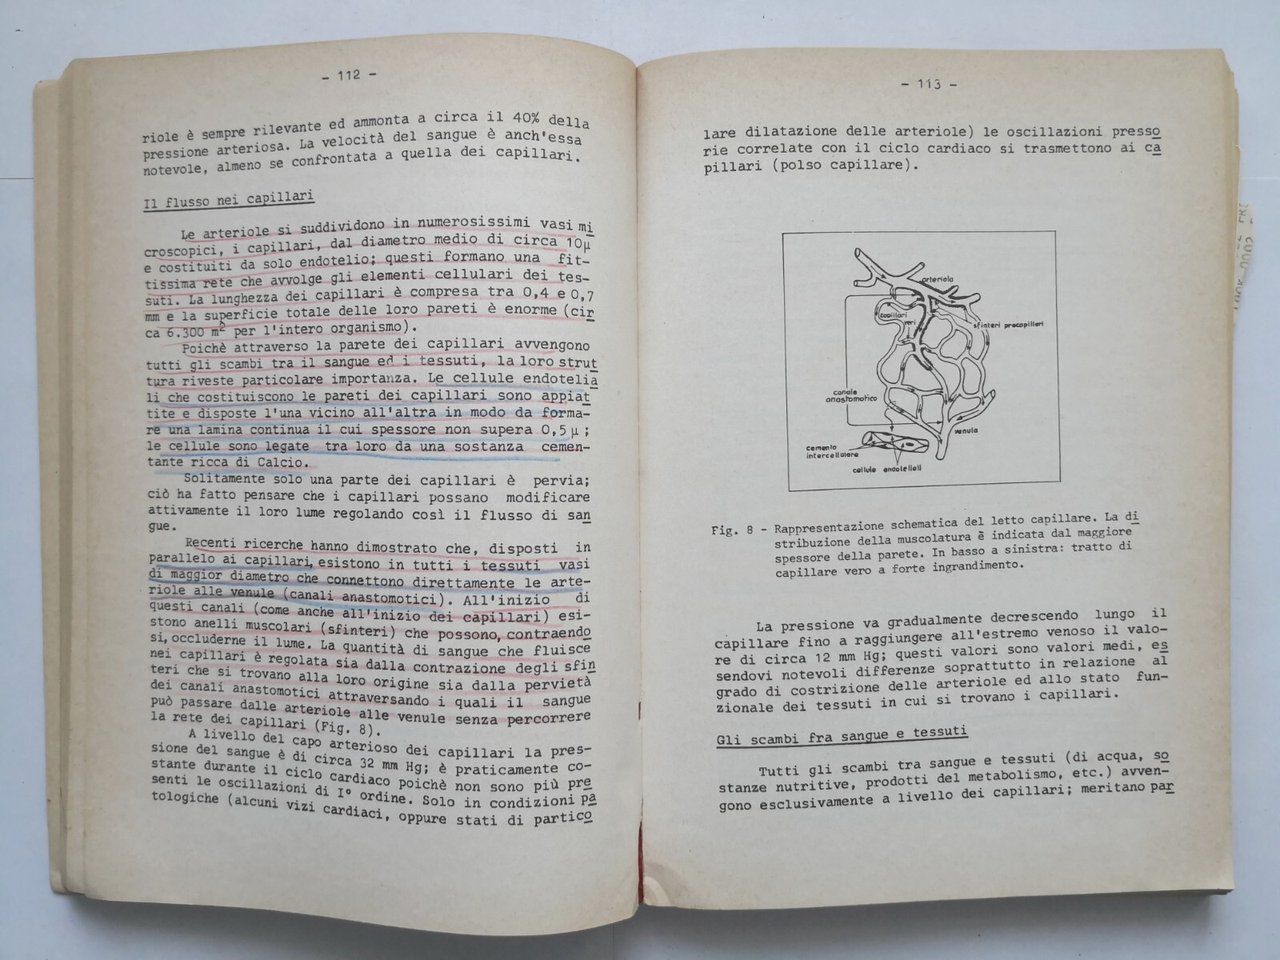 - 112 -
riole è sempre rilevante ed ammonta a circa il 40% della
pressione arteriosa. La velocità del sangue è anch'essa
notevole, almeno se confrontata a quella dei capillari.
Il flusso nei capillari
Le arteriole si suddividono in numerosissimi vasi mi
croscopici, i capillari, dal diametro medio di circa 10µ
e costituiti da solo endotelio; questi formano una fit-
tissima rete che avvolge gli elementi cellulari dei tes-
suti. La lunghezza dei capillari è compresa tra 0,4 e 0,7
mm e la superficie totale delle loro pareti è enorme (cir
ca 6.300 m² per l'intero organismo).
Poichè attraverso la parete dei capillari avvengono
tutti gli scambi tra il sangue ed i tessuti, la loro strut
tura riveste particolare importanza. Le cellule endotelia
li che costituiscono le pareti dei capillari sono appiat
tite e disposte l'una vicino all'altra in modo da forma-
re una lamina continua il cui spessore non supera 0,5 µ ;
le cellule sono legate tra loro da una sostanza cemen-
tante ricca di Calcio.
Solitamente solo una parte dei capillari è pervia;
ciò ha fatto pensare che i capillari possano modificare
attivamente il loro lume regolando così il flusso di san
gue.
Recenti ricerche hanno dimostrato che, disposti in
parallelo ai capillari, esistono in tutti i tessuti vasi
di maggior diametro che connettono direttamente le arte-
riole alle venule (canali anastomotici). All'inizio di
questi canali (come anche all'inizio dei capillari) esi-
stono anelli muscolari (sfinteri) che possono, contraendo
si, occluderne il lume. La quantità di sangue che fluisce
nei capillari è regolata sia dalla contrazione degli sfin
teri che si trovano alla loro origine sia dalla pervietà
dei canali anastomotici attraversando i quali il sangue
può passare dalle arteriole alle venule senza percorrere
la rete dei capillari (Fig. 8).
A livello del capo arterioso dei capillari la pres-
sione del sangue è di circa 32 mm Hg; è praticamente co-
stante durante il ciclo cardiaco poichè non sono più pre
senti le oscillazioni di I° ordine. Solo in condizioni pa
tologiche (alcuni vizi cardiaci, oppure stati di partico
- 113 -
lare dilatazione delle arteriole) le oscillazioni presso
rie correlate con il ciclo cardiaco si trasmettono ai ca
pillari (polso capillare).
arteriola
capillari
veri
sfinteri precapillari
canale
anastomotico
venula
cemento
intercellulare
cellule endoteliali
Fig. 8 - Rappresentazione schematica del letto capillare. La di
stribuzione della muscolatura è indicata dal maggiore
spessore della parete. In basso a sinistra: tratto di
capillare vero a forte ingrandimento.
La pressione va gradualmente decrescendo lungo il
capillare fino a raggiungere all'estremo venoso il valo-
re di circa 12 mm Hg; questi valori sono valori medi, es
sendovi notevoli differenze soprattutto in relazione al
grado di costrizione delle arteriole ed allo stato fun-
zionale dei tessuti in cui si trovano i capillari.
Gli scambi fra sangue e tessuti
Tutti gli scambi tra sangue e tessuti (di acqua, so
stanze nutritive, prodotti del metabolismo, etc.) avven-
gono esclusivamente a livello dei capillari; meritano par